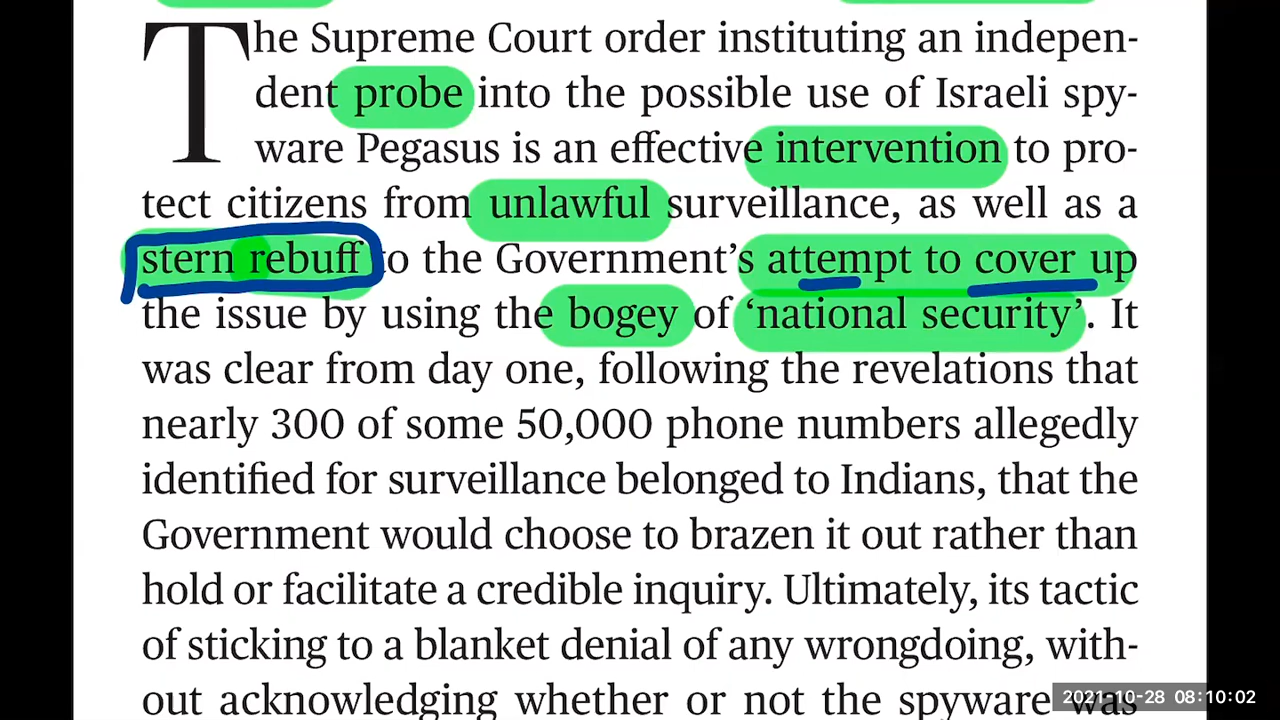 The Supreme Court order instituting an indepen-
dent probe into the possible use of Israeli spy-
ware Pegasus is an effective intervention to pro-
tect citizens from unlawful surveillance, as well as a
stern rebuff to the Government’s attempt to cover up
the issue by using the bogey of ‘national security’. It
was clear from day one, following the revelations that
nearly 300 of some 50,000 phone numbers allegedly
identified for surveillance belonged to Indians, that the
Government would choose to brazen it out rather than
hold or facilitate a credible inquiry. Ultimately, its tactic
of sticking to a blanket denial of any wrongdoing, with-
out acknowledging whether or not the spyware was
2021-10-28 08:10:02